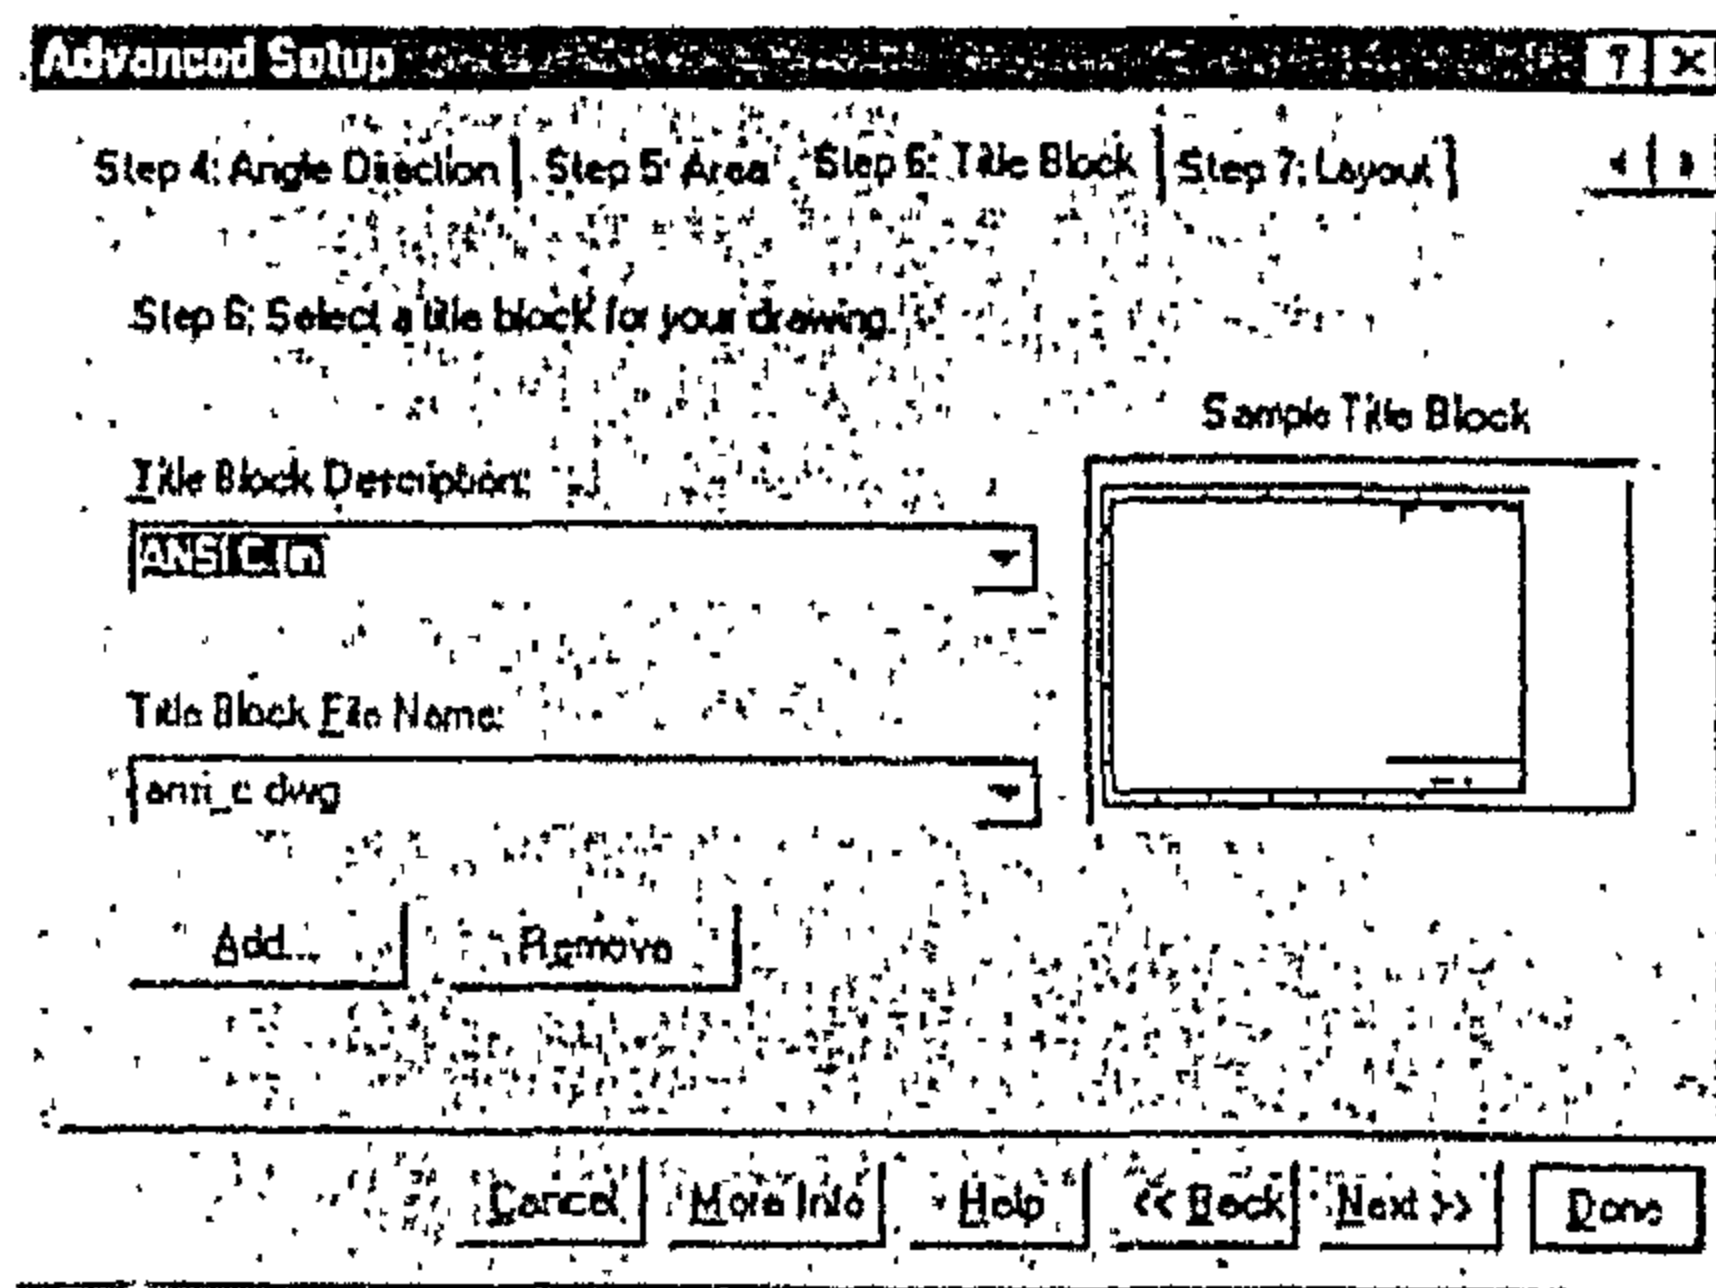 Advanced Setup ? X
Step 4: Angle Direction Step 5: Area Step 6: Title Block Step 7: Layout
Step 6: Select a title block for your drawing.
Sample Title Block
Title Block Description:
ANSI C (in)
Title Block File Name:
ansi_c.dwg
Add... Remove
Cancel More Info Help << Back Next >> Done